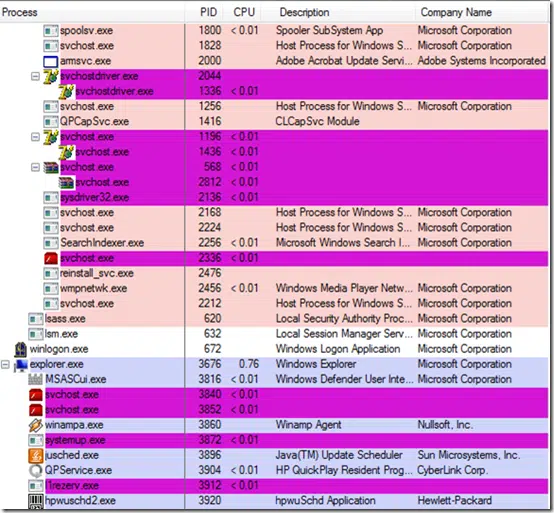 Process PID CPU Description Company Name
spoolsv.exe 1800 < 0.01 Spooler SubSystem App Microsoft Corporation
svchost.exe 1828 Host Process for Windows S... Microsoft Corporation
armsvc.exe 2000 Adobe Acrobat Update Servi... Adobe Systems Incorporated
svchostdriver.exe 2044
svchostdriver.exe 1336 < 0.01
svchost.exe 1256 Host Process for Windows S... Microsoft Corporation
QPCapSvc.exe 1416 CLCapSvc Module
svchost.exe 1196 < 0.01
svchost.exe 1436 < 0.01
svchost.exe 568 < 0.01
svchost.exe 2812 < 0.01
sysdriver32.exe 2136 < 0.01
svchost.exe 2168 Host Process for Windows S... Microsoft Corporation
svchost.exe 2224 Host Process for Windows S... Microsoft Corporation
SearchIndexer.exe 2256 < 0.01 Microsoft Windows Search I... Microsoft Corporation
svchost.exe 2336 < 0.01
reinstall_svc.exe 2476
wmpnetwk.exe 2456 < 0.01 Windows Media Player Netw... Microsoft Corporation
svchost.exe 2212 Host Process for Windows S... Microsoft Corporation
lsass.exe 620 Local Security Authority Proc... Microsoft Corporation
lsm.exe 632 Local Session Manager Serv... Microsoft Corporation
winlogon.exe 672 Windows Logon Application Microsoft Corporation
explorer.exe 3676 0.76 Windows Explorer Microsoft Corporation
MSASCui.exe 3816 < 0.01 Windows Defender User Inte... Microsoft Corporation
svchost.exe 3840 < 0.01
svchost.exe 3852 < 0.01
winampa.exe 3860 Winamp Agent Nullsoft, Inc.
systemup.exe 3872 < 0.01
jusched.exe 3896 Java(TM) Update Scheduler Sun Microsystems, Inc.
QPService.exe 3904 < 0.01 HP QuickPlay Resident Prog... CyberLink Corp.
l1rezerv.exe 3912 < 0.01
hpwuschd2.exe 3920 hpwuSchd Application Hewlett-Packard